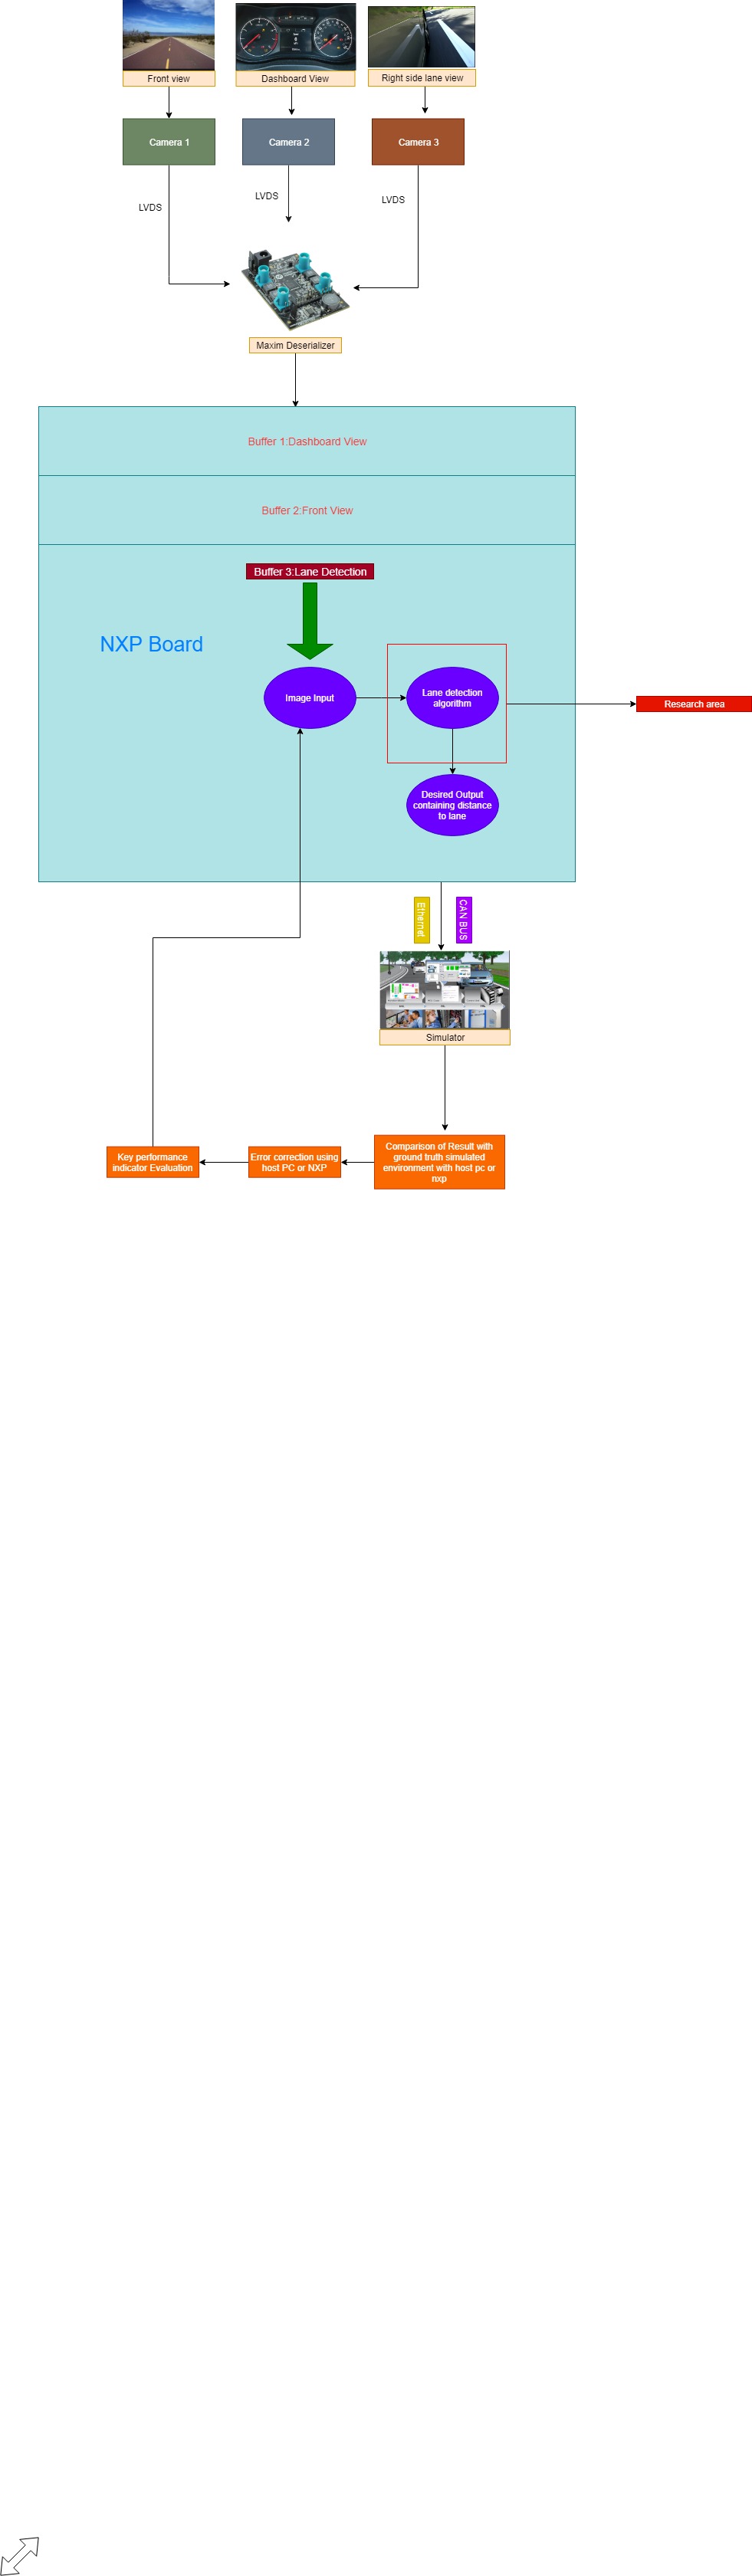 Front view
Dashboard View
Right side lane view
Camera 1
Camera 2
Camera 3
LVDS
LVDS
LVDS
Maxim Deserializer
Buffer 1:Dashboard View
Buffer 2:Front View
Buffer 3:Lane Detection
NXP Board
Image Input
Lane detection
algorithm
Research area
Desired Output
containing distance
to lane
Ethernet
CAN BUS
Simulator
Comparison of Result with
ground truth simulated
environment with host pc or
nxp
Error correction using
host PC or NXP
Key performance
indicator Evaluation